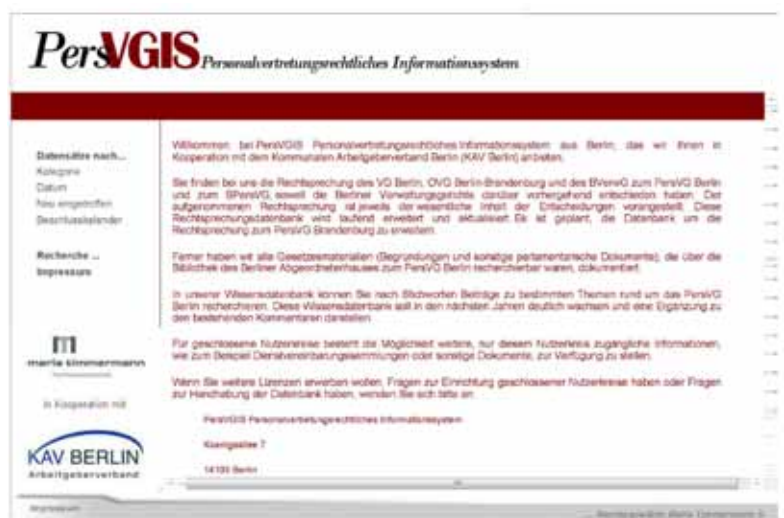 PersVGIS Personalvertretungsrechtliches Informationssystem
Datensätze nach...
Kategorie
Datum
Neu eingetroffen
Beschlusskalender
Recherche ...
Impressum
maria timmermann
in Kooperation mit
KAV BERLIN
Arbeitgeberverband
Willkommen bei PersVGIS Personalvertretungsrechtliches Informationssystem aus Berlin, das wir Ihnen in
Kooperation mit dem Kommunalen Arbeitgeberverband Berlin (KAV Berlin) anbieten.
Sie finden bei uns die Rechtsprechung des VG Berlin, OVG Berlin-Brandenburg und des BVerwG zum PersVG Berlin
und zum BPersVG, soweit die Berliner Verwaltungsgerichte darüber vorhergehend entschieden haben. Der
aufgenommenen Rechtsprechung ist jeweils der wesentliche Inhalt der Entscheidungen vorangestellt. Diese
Rechtsprechungsdatenbank wird laufend erweitert und aktualisiert. Es ist geplant, die Datenbank um die
Rechtsprechung zum PersVG Brandenburg zu erweitern.
Ferner haben wir alle Gesetzesmaterialien (Begründungen und sonstige parlamentarische Dokumente), die über die
Bibliothek des Berliner Abgeordnetenhauses zum PersVG Berlin recherchierbar waren, dokumentiert.
In unserer Wissensdatenbank können Sie nach Stichworten Beiträge zu bestimmten Themen rund um das PersVG
Berlin recherchieren. Diese Wissensdatenbank soll in den nächsten Jahren deutlich wachsen und eine Ergänzung zu
den bestehenden Kommentaren darstellen.
Für geschlossene Nutzerkreise besteht die Möglichkeit weitere, nur diesem Nutzerkreis zugängliche Informationen,
wie zum Beispiel Dienstvereinbarungssammlungen oder sonstige Dokumente, zur Verfügung zu stellen.
Wenn Sie weitere Lizenzen erwerben wollen, Fragen zur Einrichtung geschlossener Nutzerkreise haben oder Fragen
zur Handhabung der Datenbank haben, wenden Sie sich bitte an
PersVGIS Personalvertretungsrechtliches Informationssystem
Koenigsallee 7
14193 Berlin
Impressum
Rechtsanwältin Maria Timmermann ©